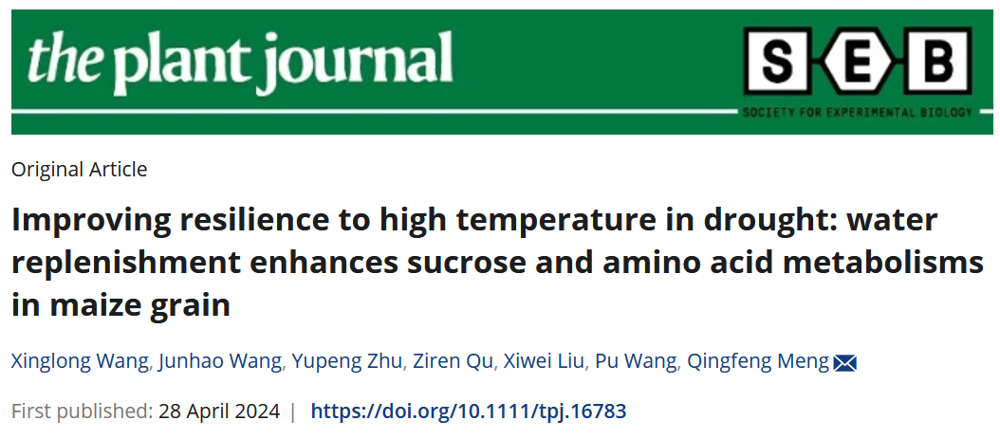 the plant journal
S E B
SOCIETY FOR EXPERIMENTAL BIOLOGY
Original Article
Improving resilience to high temperature in drought: water
replenishment enhances sucrose and amino acid metabolisms
in maize grain
Xinglong Wang, Junhao Wang, Yupeng Zhu, Ziren Qu, Xiwei Liu, Pu Wang, Qingfeng Meng
First published: 28 April 2024 | https://doi.org/10.1111/tpj.16783